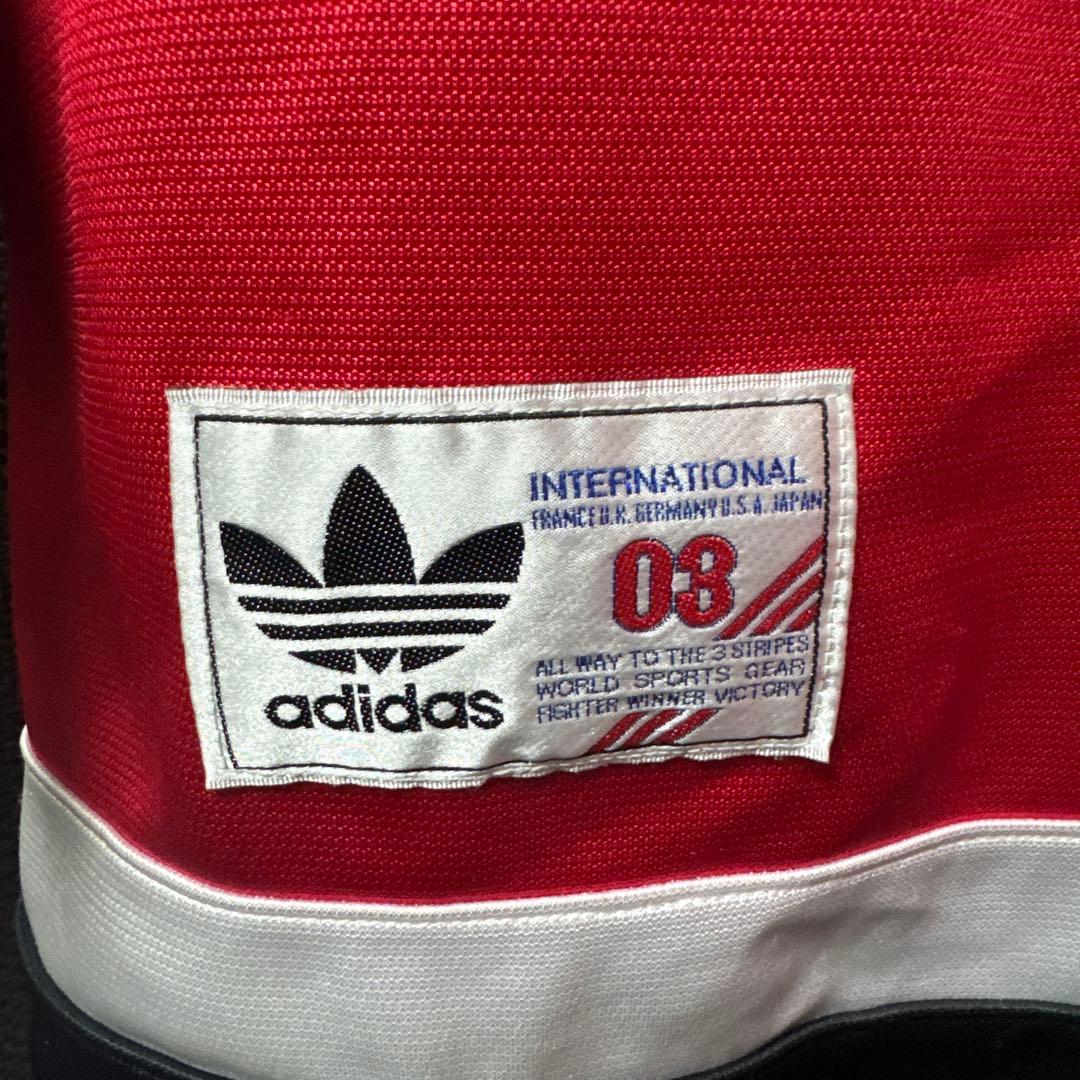 adidas
INTERNATIONAL
FRANCE U.K. GERMANY U.S.A. JAPAN
03
ALL WAY TO THE 3 STRIPES
WORLD SPORTS GEAR
FIGHTER WINNER VICTORY